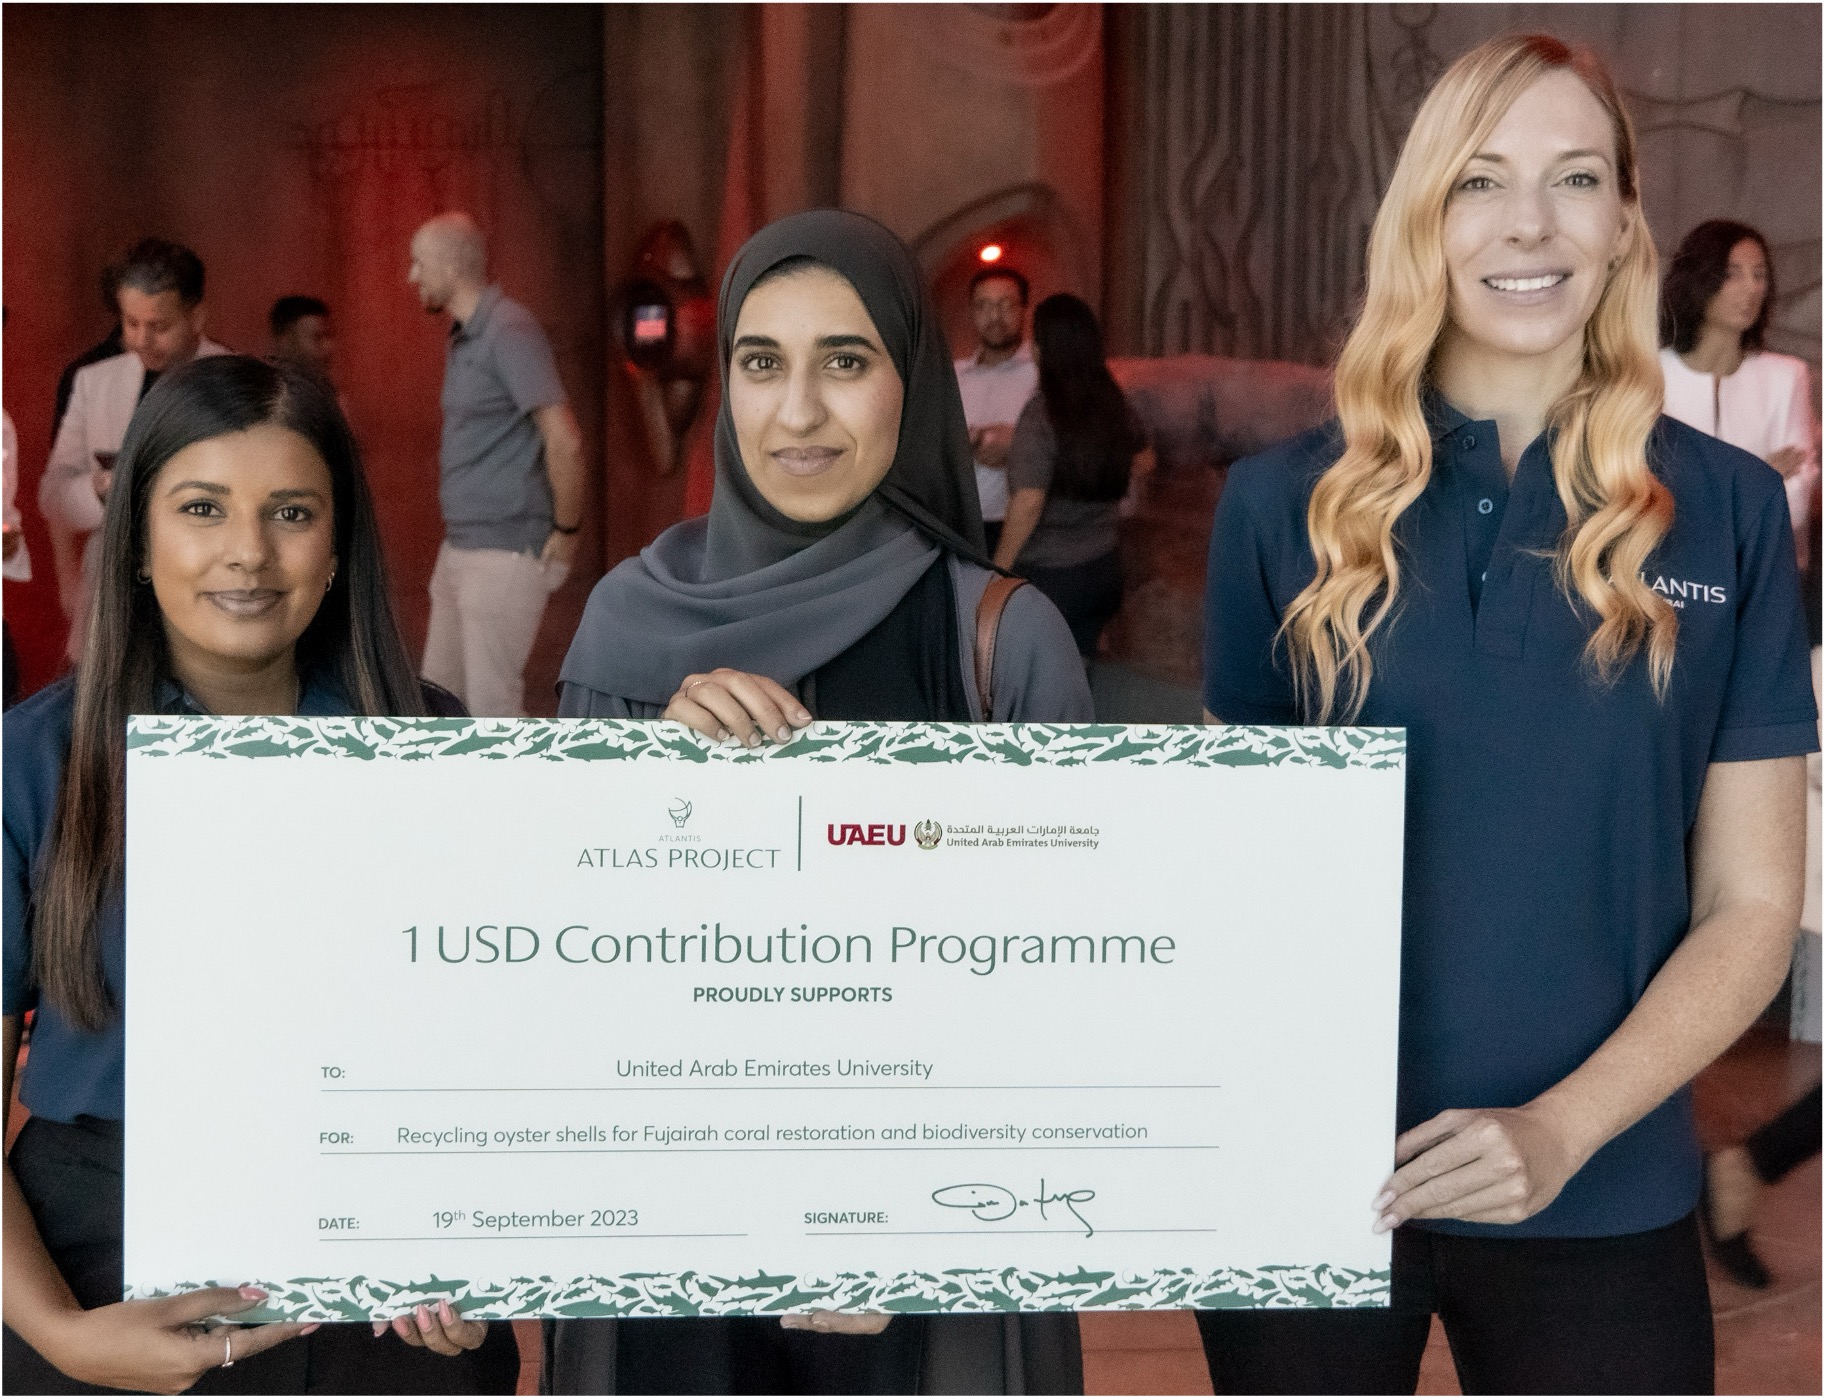 ATLANTIS
ATLAS PROJECT
UAEU
جامعة الإمارات العربية المتحدة
United Arab Emirates University
1 USD Contribution Programme
PROUDLY SUPPORTS
TO: United Arab Emirates University
FOR: Recycling oyster shells for Fujairah coral restoration and biodiversity conservation
DATE: 19th September 2023
SIGNATURE: